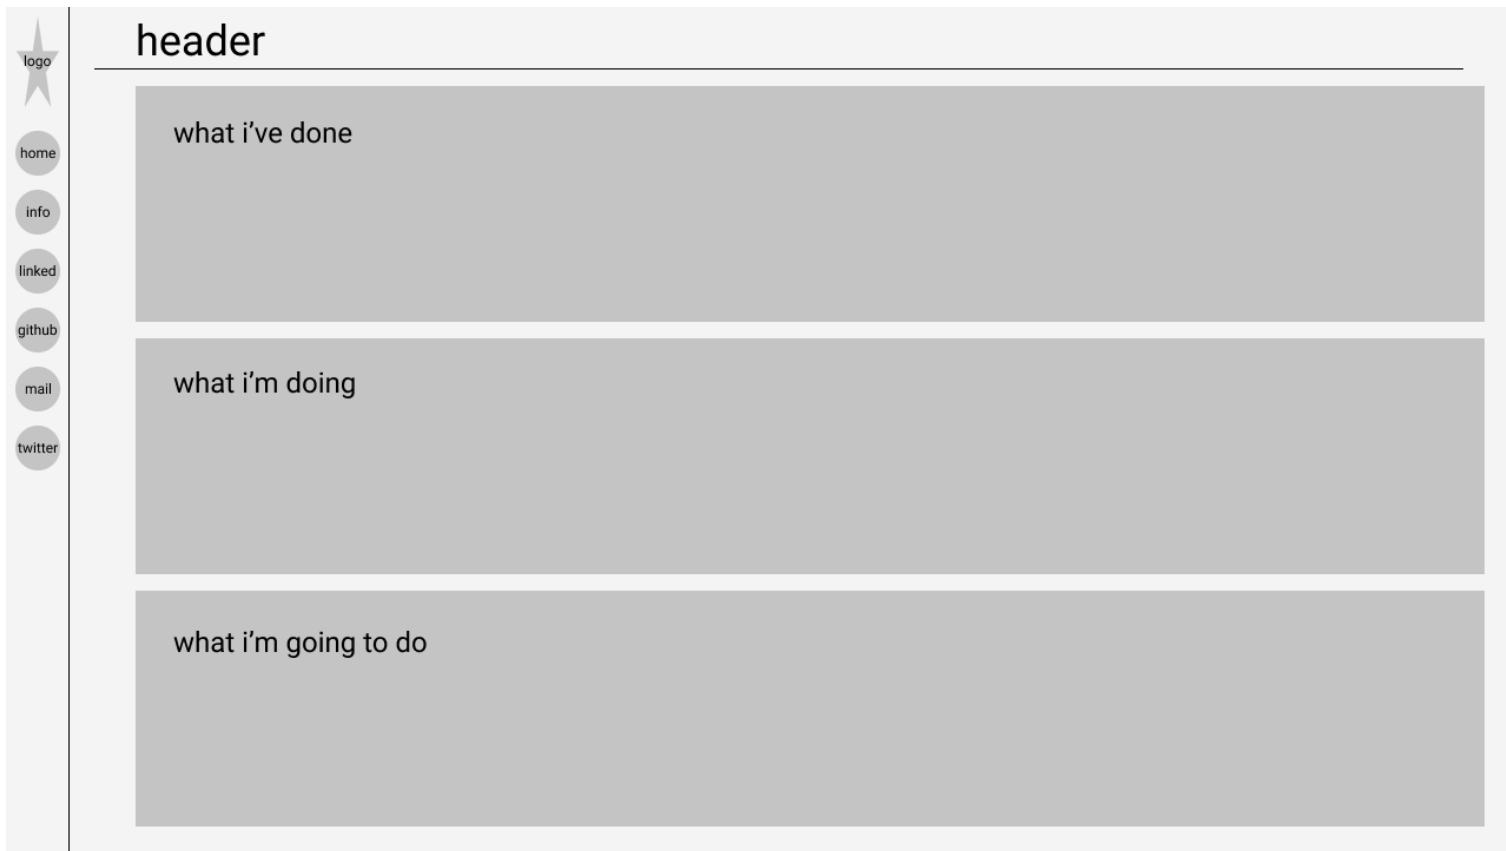 logo
home
info
linked
github
mail
twitter
header
what i’ve done
what i’m doing
what i’m going to do